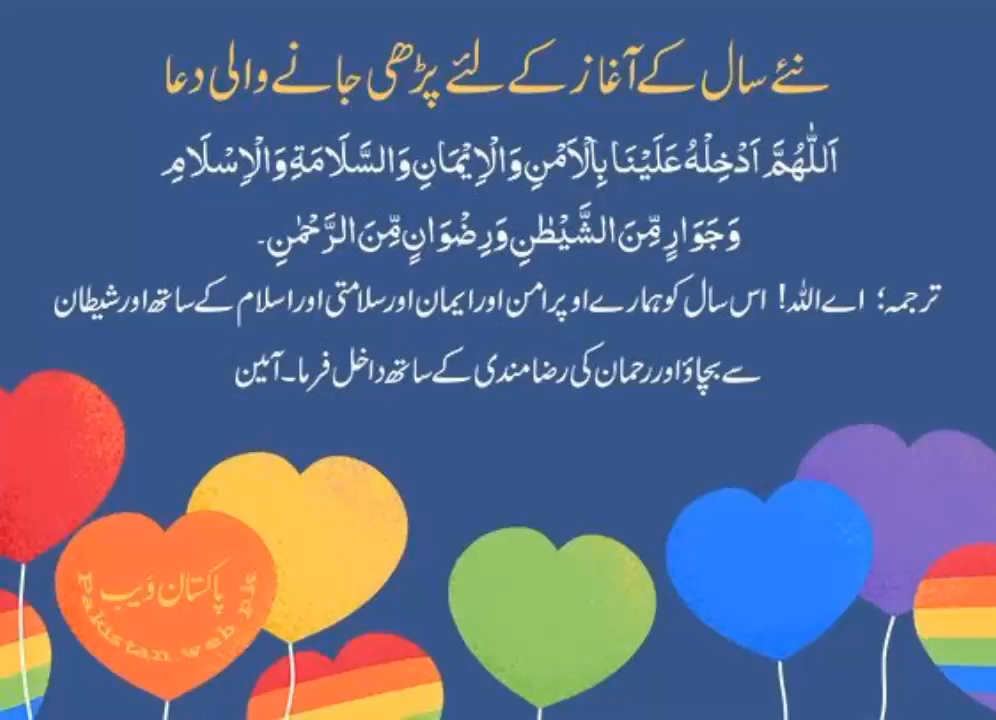 نئے سال کے آغاز کے لئے پڑھی جانے والی دعا
اَللّٰهُمَّ اَدْخِلْهُ عَلَيْنَا بِالْاَمْنِ وَالْاِيْمَانِ وَالسَّلَامَةِ وَالْاِسْلَامِ
وَجَوَارٍ مِّنَ الشَّيْطٰنِ وَرِضْوَانٍ مِّنَ الرَّحْمٰنِ۔
ترجمہ؛ اے اللہ! اس سال کو ہمارے اوپر امن اور ایمان اور سلامتی اور اسلام کے ساتھ اور شیطان
سے بچاؤ اور رحمان کی رضامندی کے ساتھ داخل فرما۔ آمین
پاکستان ویب
Pakistan web pk